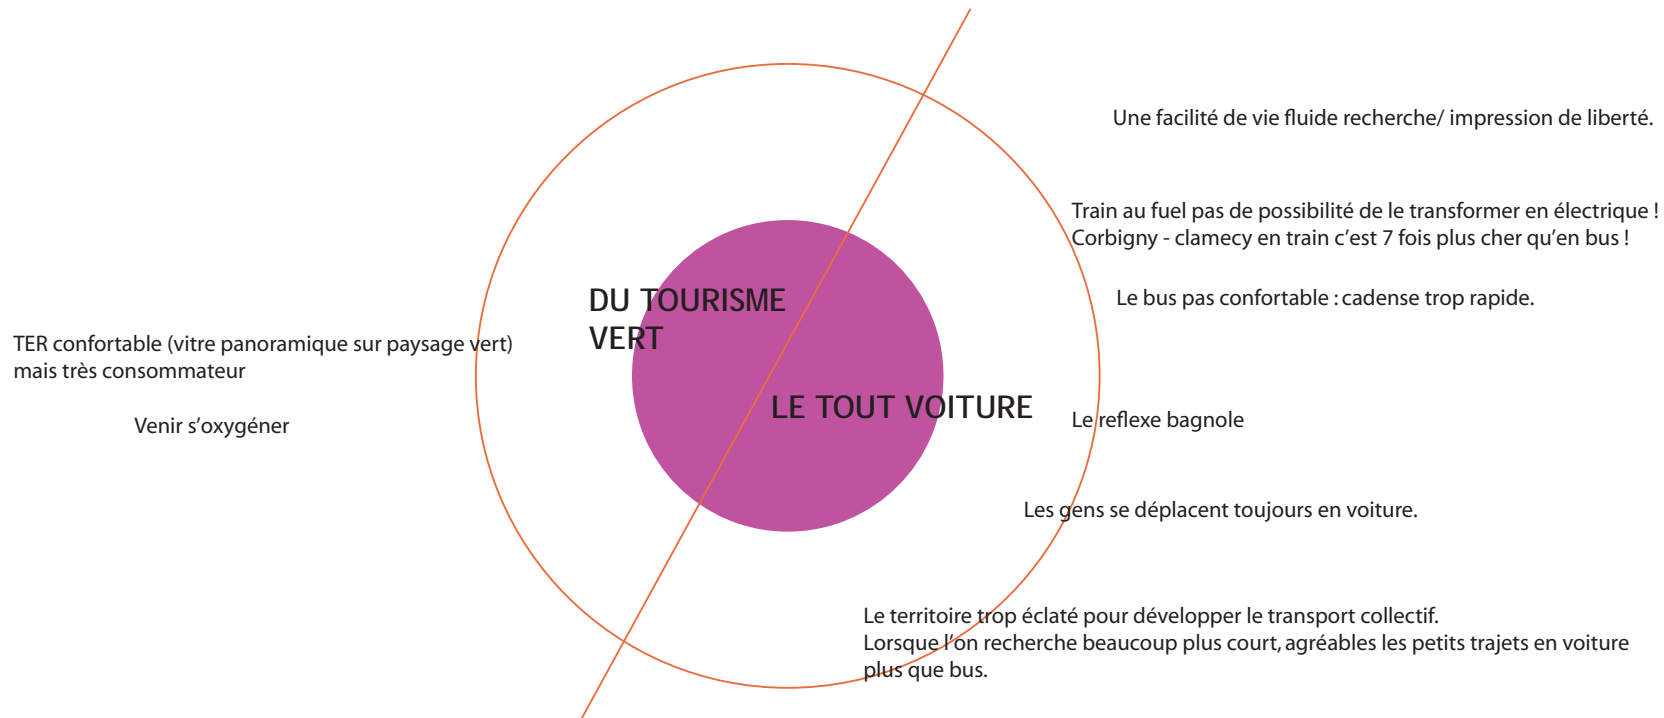 Une facilité de vie fluide recherche/ impression de liberté.
Train au fuel pas de possibilité de le transformer en électrique !
Corbigny - clamecy en train c’est 7 fois plus cher qu’en bus !
Le bus pas confortable : cadense trop rapide.
DU TOURISME
VERT
TER confortable (vitre panoramique sur paysage vert)
mais très consommateur
Venir s’oxygéner
LE TOUT VOITURE
Le reflexe bagnole
Les gens se déplacent toujours en voiture.
Le territoire trop éclaté pour développer le transport collectif.
Lorsque l’on recherche beaucoup plus court, agréables les petits trajets en voiture
plus que bus.